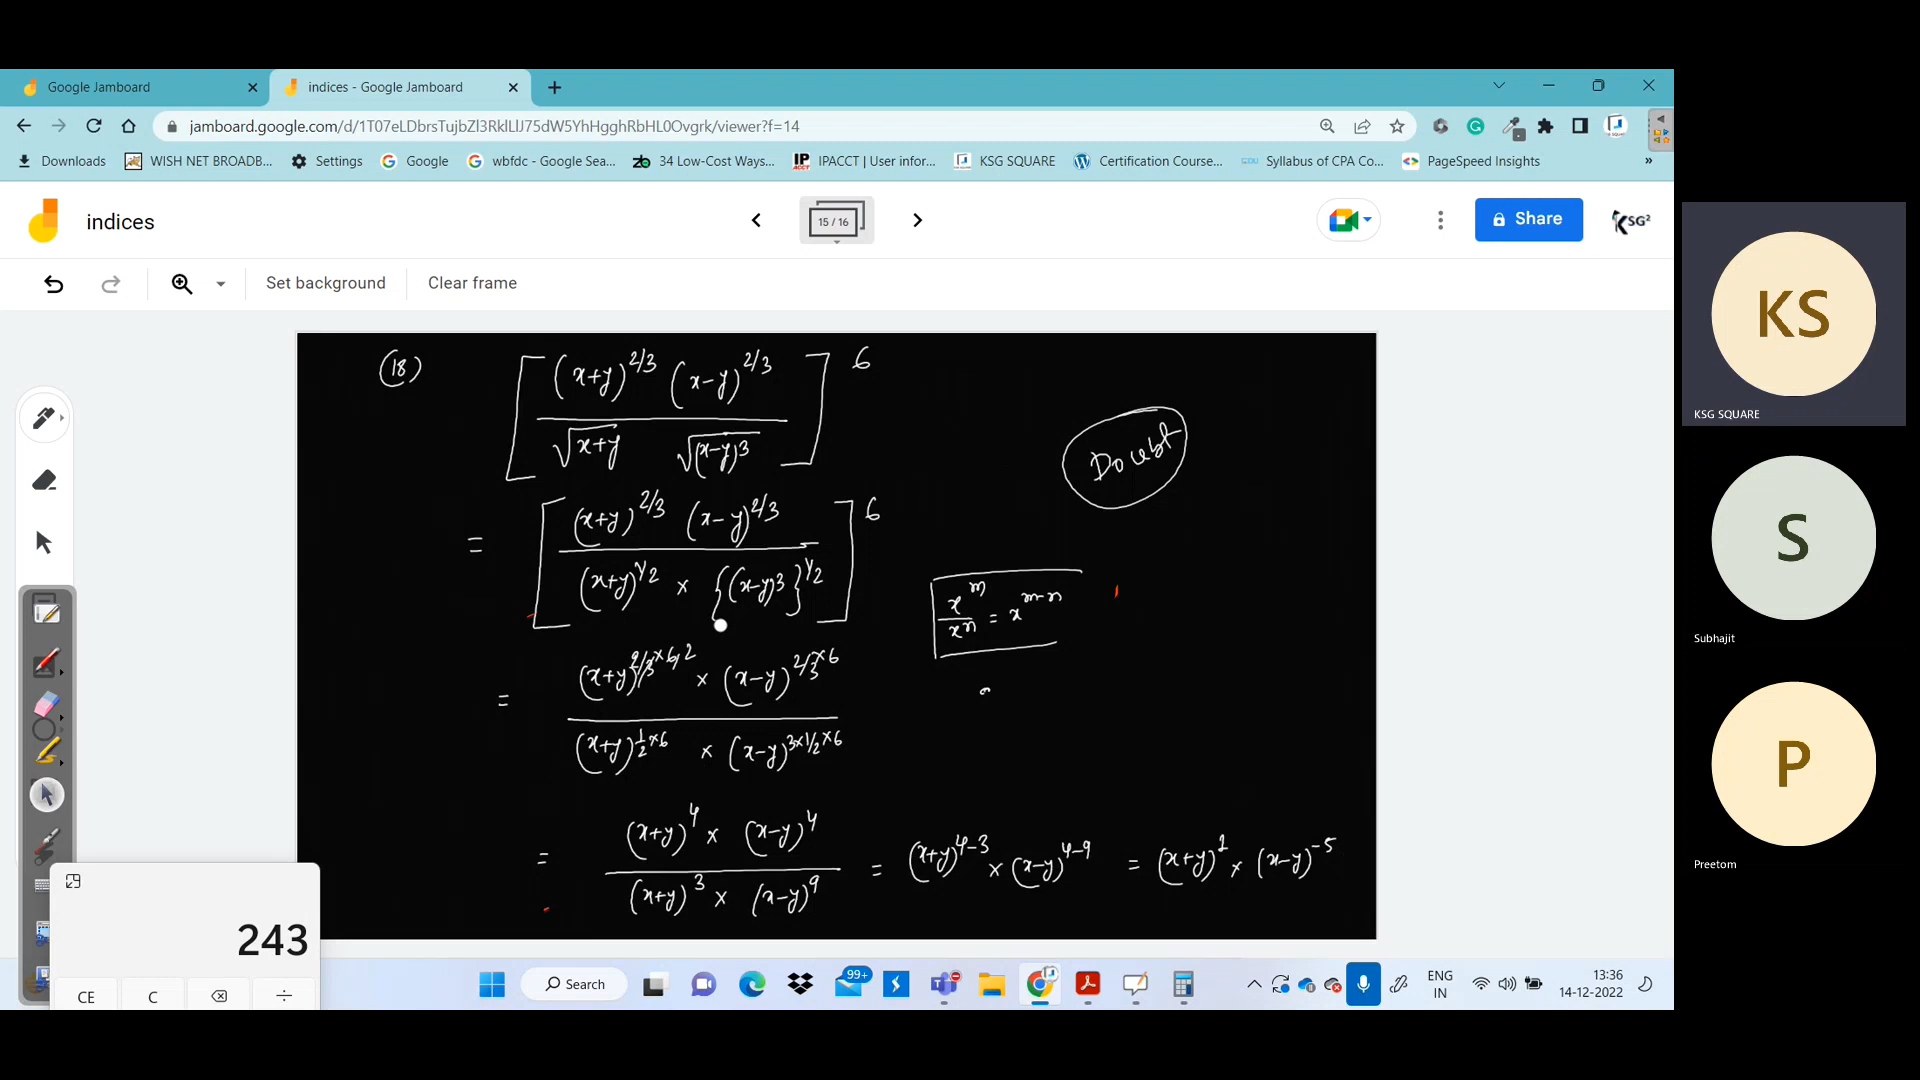 Google Jamboard
indices - Google Jamboard
jamboard.google.com/d/1T07eLDbrsTujbZl3RklLIJ75dW5YhHgghRbHL0Ovgrk/viewer?f=14
Downloads WISH NET BROADB... Settings Google wbfdc - Google Sea... 34 Low-Cost Ways... IPACCT | User infor... KSG SQUARE Certification Course... Syllabus of CPA Co... PageSpeed Insights »
indices 15 / 16 Share KSG²
Set background Clear frame
(18) [ (x+y)^2/3 (x-y)^2/3 / √x+y √(x-y)^3 ]^6
Doubt
= [ (x+y)^2/3 (x-y)^2/3 / (x+y)^1/2 × {(x-y)^3}^1/2 ]^6
x^m / x^n = x^m-n
= (x+y)^2/3×6,2 × (x-y)^2/3×6 / (x+y)^1/2×6 × (x-y)^3×1/2×6
= (x+y)^4 × (x-y)^4 / (x+y)^3 × (x-y)^9 = (x+y)^4-3 × (x-y)^4-9 = (x+y)^2 × (x-y)^-5
243
CE C ÷
Search
99+
ENG
IN
13:36
14-12-2022
KS
KSG SQUARE
S
Subhajit
P
Preetom